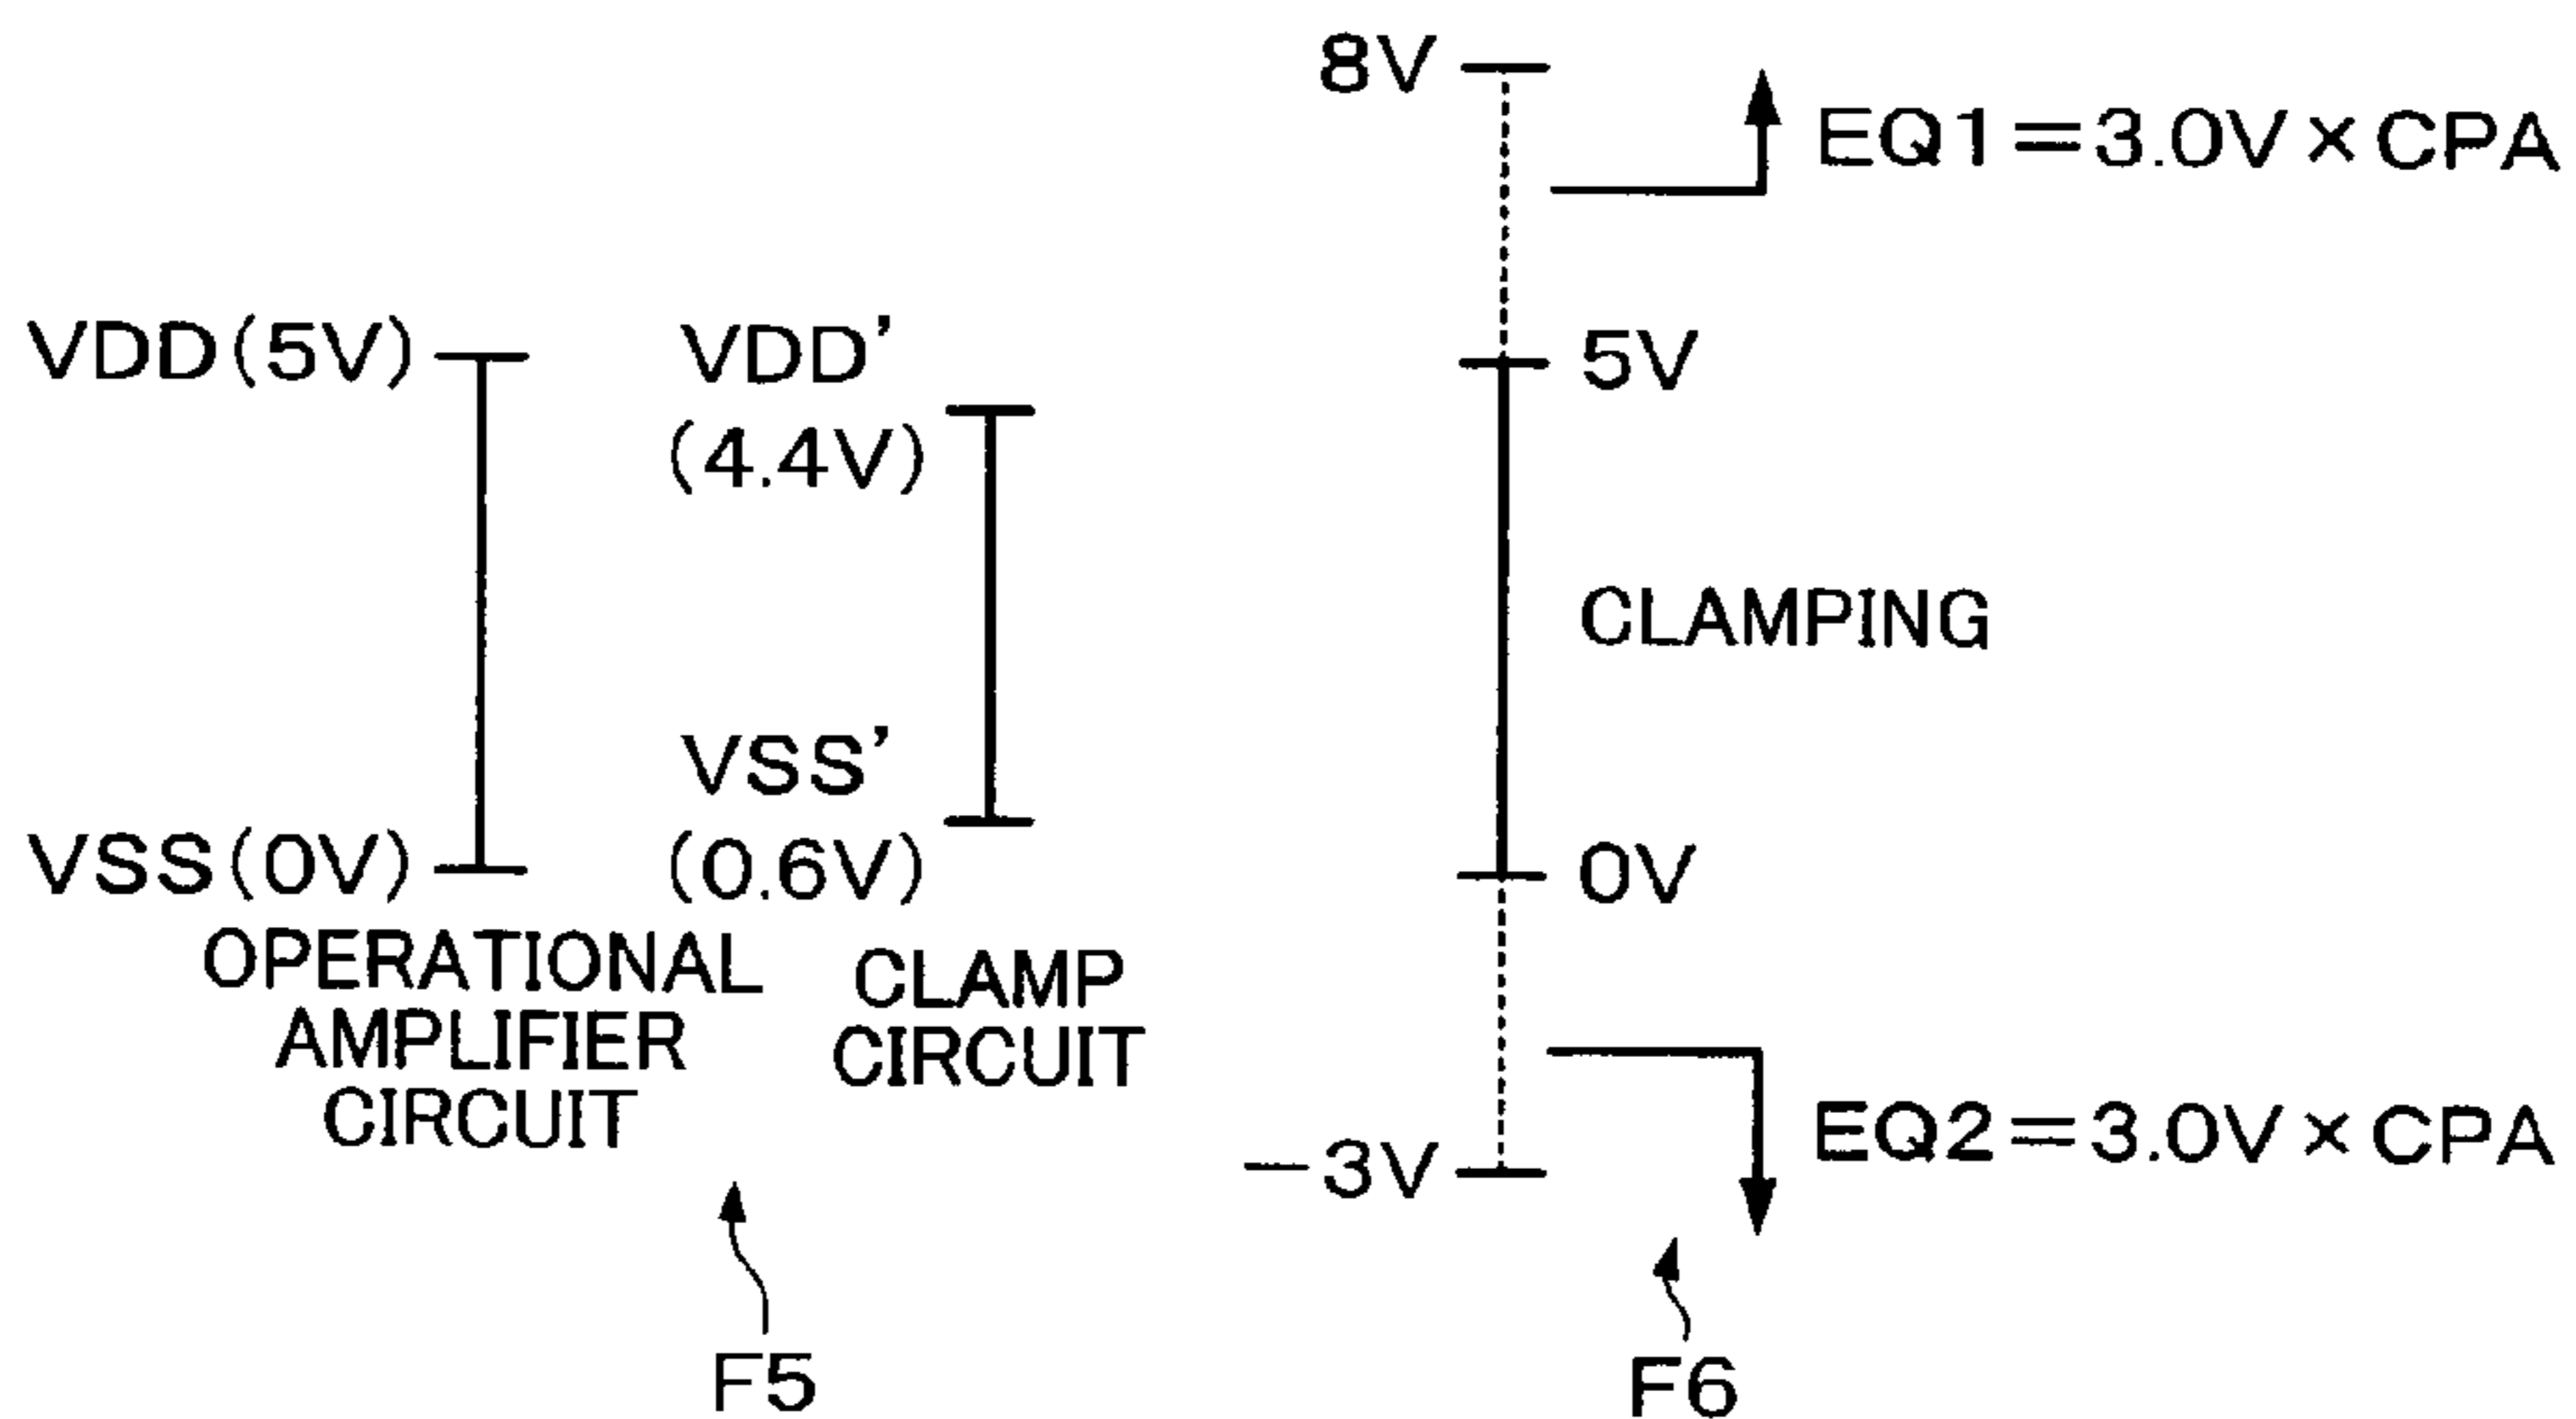 8V
EQ1=3.0V×CPA
VDD(5V)
VDD'
(4.4V)
5V
CLAMPING
VSS'
(0.6V)
VSS(0V)
0V
OPERATIONAL
AMPLIFIER
CIRCUIT
CLAMP
CIRCUIT
-3V
EQ2=3.0V×CPA
F5
F6